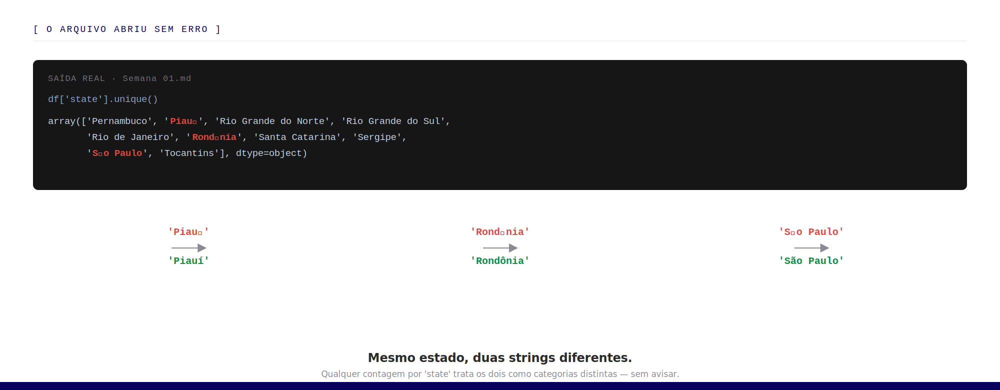 [ O ARQUIVO ABRIU SEM ERRO ]
SAÍDA REAL · Semana 01.md
df['state'].unique()
array(['Pernambuco', 'Piau□', 'Rio Grande do Norte', 'Rio Grande do Sul',
'Rio de Janeiro', 'Rond□nia', 'Santa Catarina', 'Sergipe',
'S□o Paulo', 'Tocantins'], dtype=object)
'Piau□'
'Piauí'
'Rond□nia'
'Rondônia'
'S□o Paulo'
'São Paulo'
Mesmo estado, duas strings diferentes.
Qualquer contagem por 'state' trata os dois como categorias distintas — sem avisar.